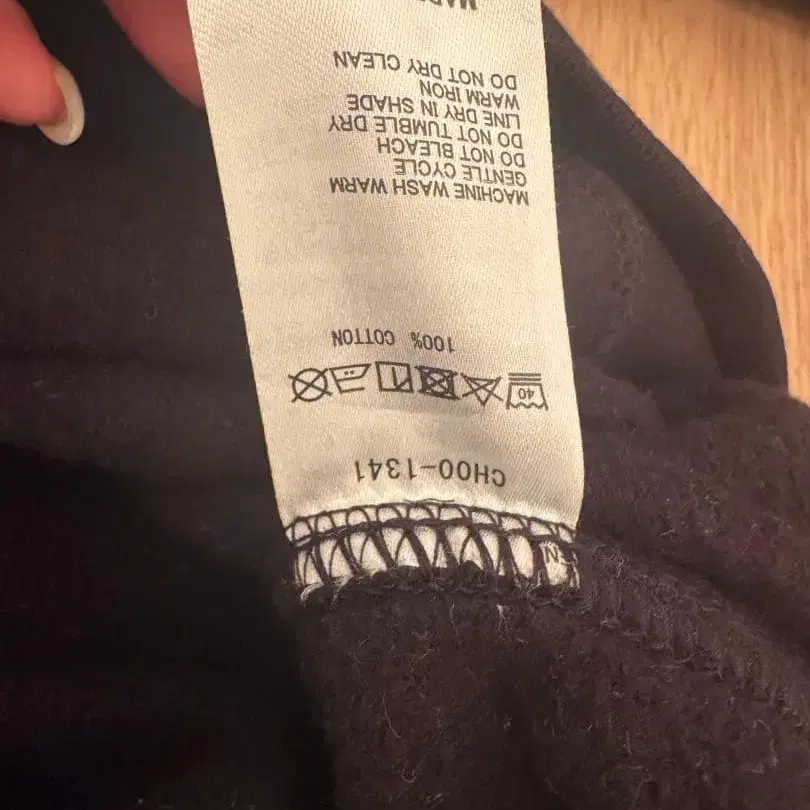 CH00-1341
40
100% COTTON
MACHINE WASH WARM
GENTLE CYCLE
DO NOT BLEACH
DO NOT TUMBLE DRY
LINE DRY IN SHADE
WARM IRON
DO NOT DRY CLEAN